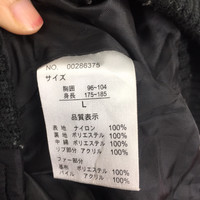 NO. 00286375
サイズ
胸囲 96-104
身長 175-185
L
品質表示
表地 ナイロン 100%
裏地 ポリエステル 100%
中綿 ポリエステル 100%
リブ部分 アクリル 100%
ファー部分
基布 ポリエステル 100%
パイル アクリル 100%